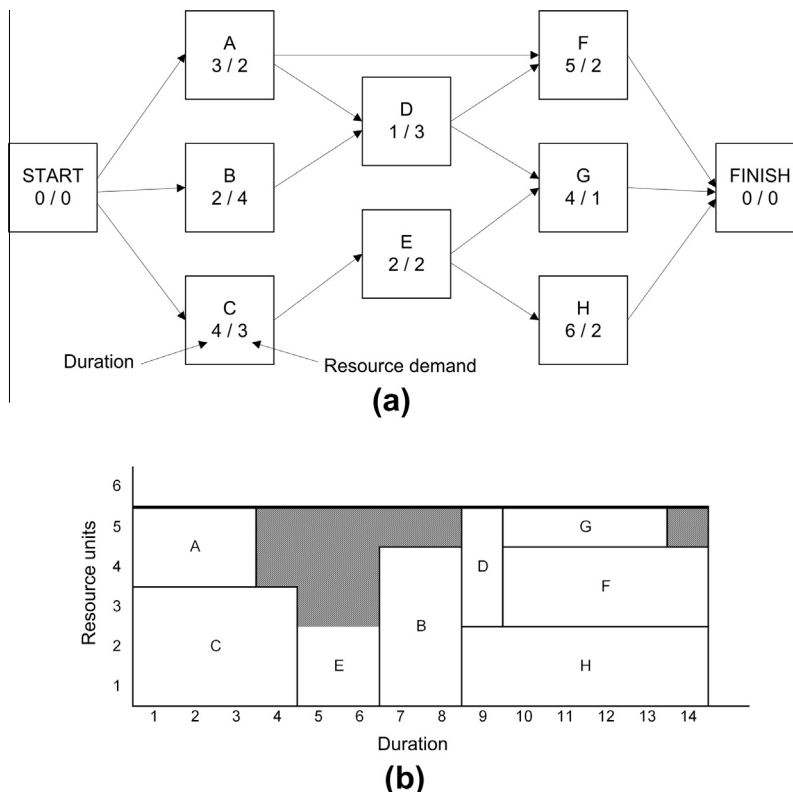 A
3 / 2
F
5 / 2
D
1 / 3
START
0 / 0
B
2 / 4
G
4 / 1
FINISH
0 / 0
E
2 / 2
C
4 / 3
H
6 / 2
Duration
Resource demand
(a)
Resource units
6
5
4
3
2
1
A
C
E
B
D
G
F
H
1 2 3 4 5 6 7 8 9 10 11 12 13 14
Duration
(b)